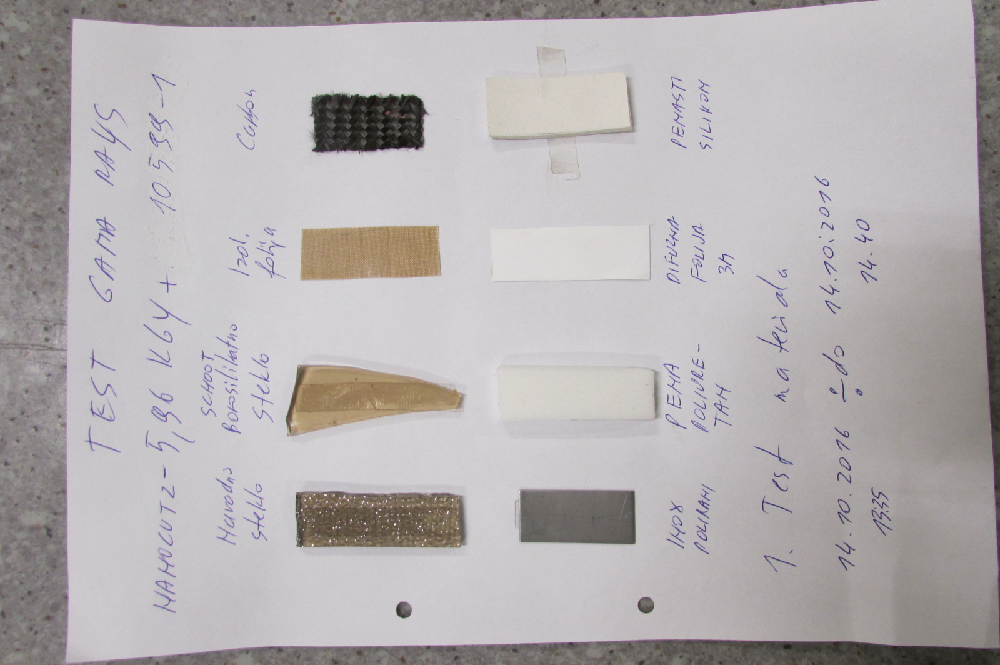 TEST GAMA RAYS
NANOCUTZ- 5,96 KGY + 10.5.99-1
Navadno
steklo
SCHOOT
Borosilikatno
steklo
Izol.
folija
Carbon
INOX
POLIRANI
PENA
POLIURE-
TAN
DIFUZNA
FOLIJA
3M
PENASTI
SILIKON
1. Test materiala
14.10.2016 do 14.10.2016
13:35 14.40